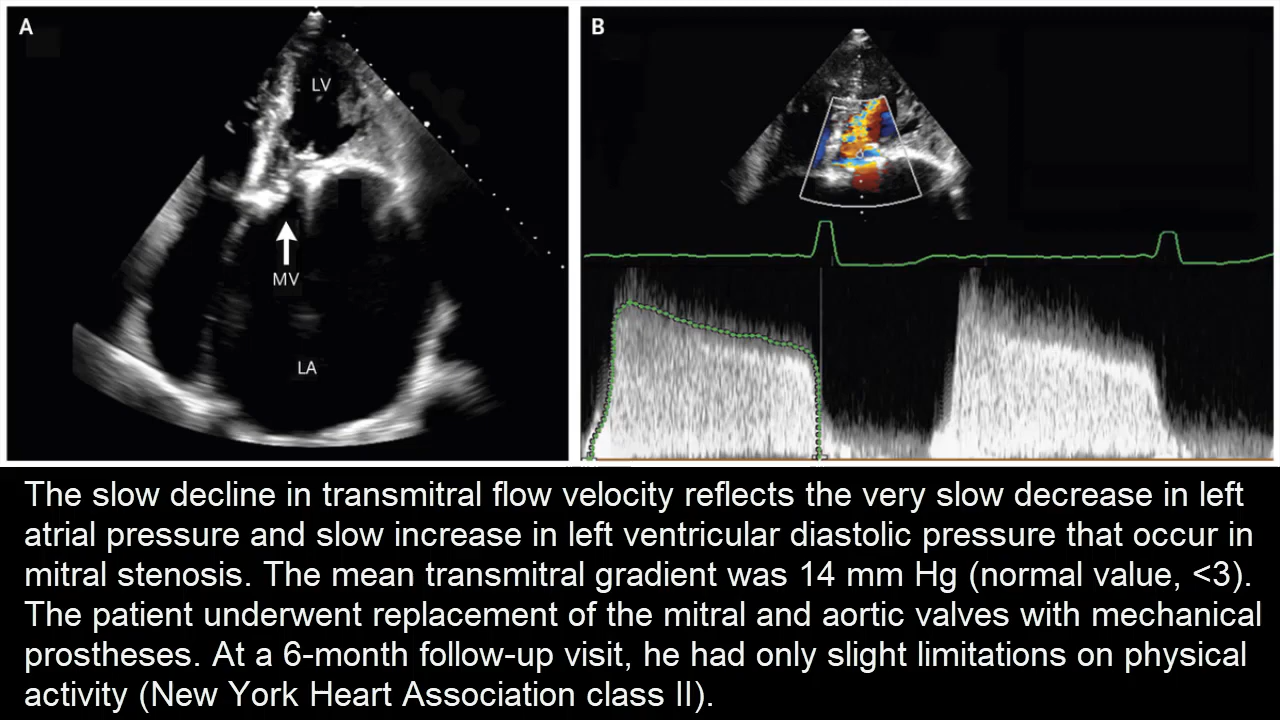 A
B
LV
MV
LA
The slow decline in transmitral flow velocity reflects the very slow decrease in left
atrial pressure and slow increase in left ventricular diastolic pressure that occur in
mitral stenosis. The mean transmitral gradient was 14 mm Hg (normal value, <3).
The patient underwent replacement of the mitral and aortic valves with mechanical
prostheses. At a 6-month follow-up visit, he had only slight limitations on physical
activity (New York Heart Association class II).